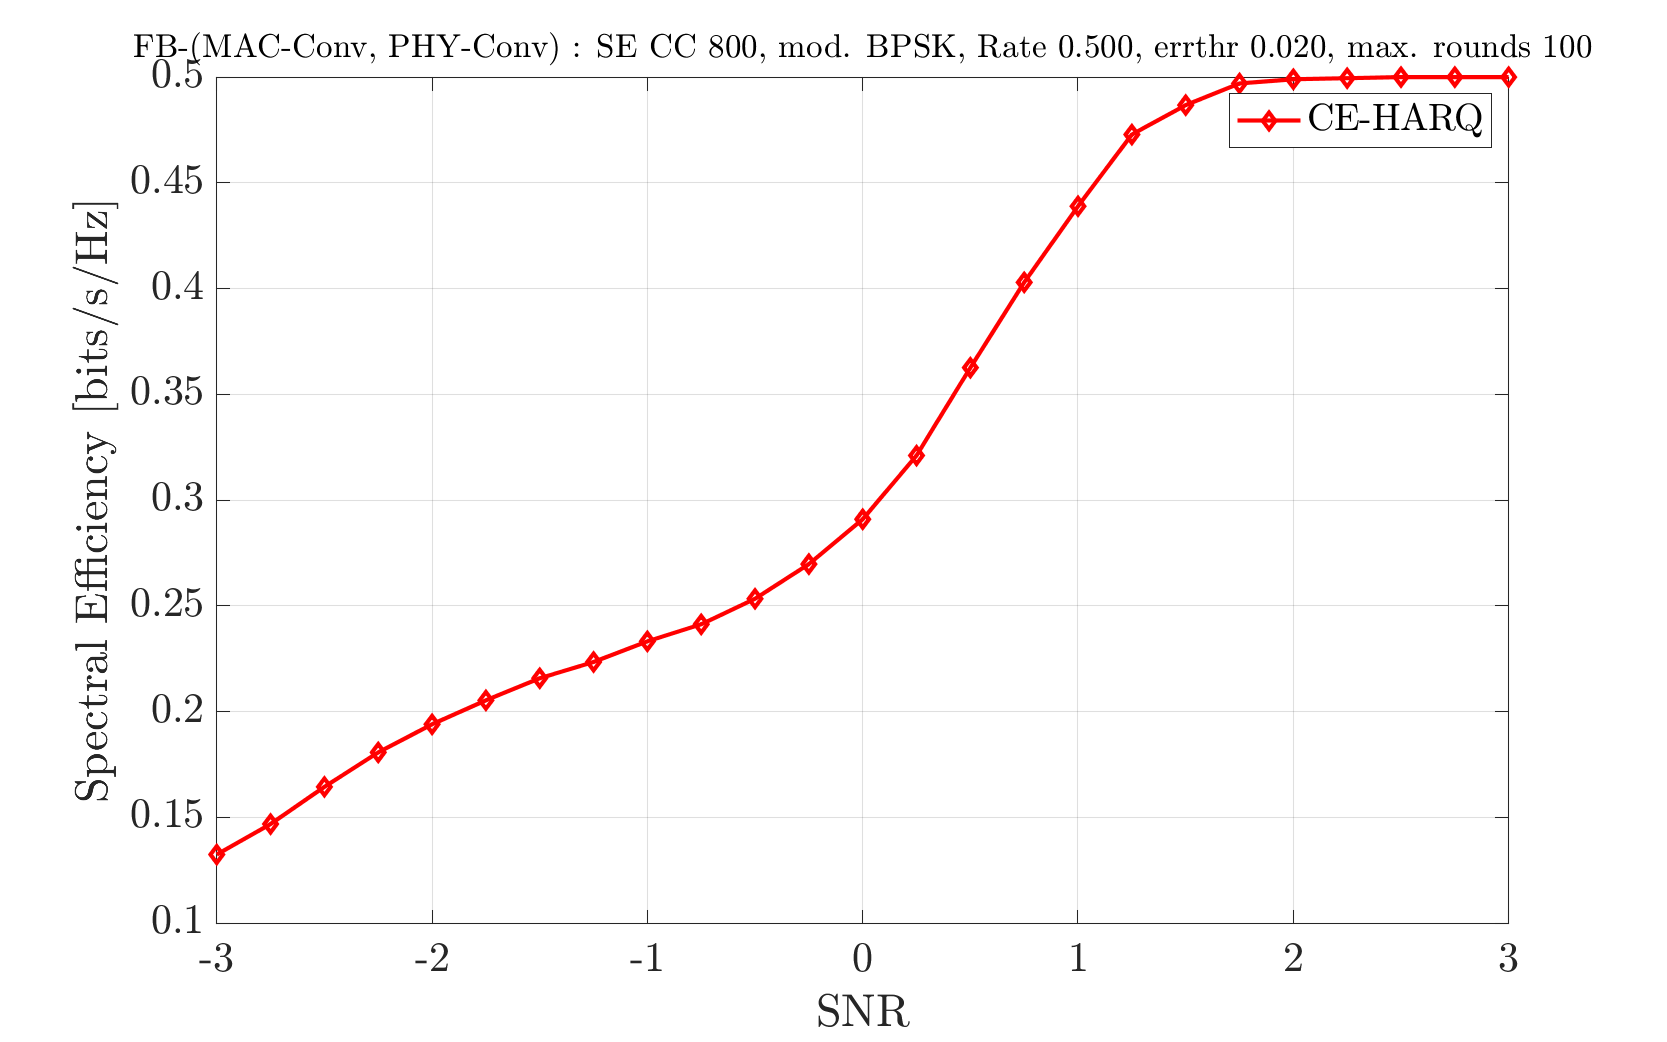 FB-(MAC-Conv, PHY-Conv) : SE CC 800, mod. BPSK, Rate 0.500, errthr 0.020, max. rounds 100
0.5
CE-HARQ
0.45
0.4
0.35
0.3
0.25
0.2
0.15
0.1
Spectral Efficiency [bits/s/Hz]
-3 -2 -1 0 1 2 3
SNR